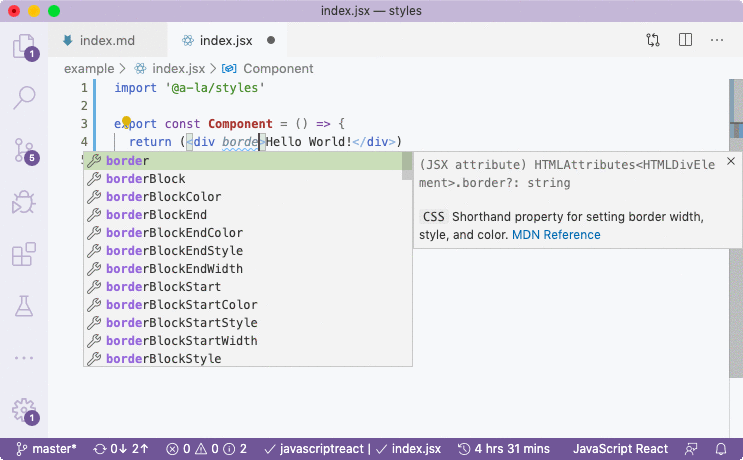 index.jsx — styles
index.md index.jsx ● ···
example > index.jsx > Component
1 import '@a-la/styles'
2
3 export const Component = () => {
4 return (<div borde>Hello World!</div>)
border
borderBlock
borderBlockColor
borderBlockEnd
borderBlockEndColor
borderBlockEndStyle
borderBlockEndWidth
borderBlockStart
borderBlockStartColor
borderBlockStartStyle
borderBlockStartWidth
borderBlockStyle
(JSX attribute) HTMLAttributes<HTMLDivEle
ment>.border?: string
CSS Shorthand property for setting border width,
style, and color. MDN Reference
1
5
1
master* 0↓ 2↑ 0 0 2 ✓ javascriptreact | ✓ index.jsx 4 hrs 31 mins JavaScript React